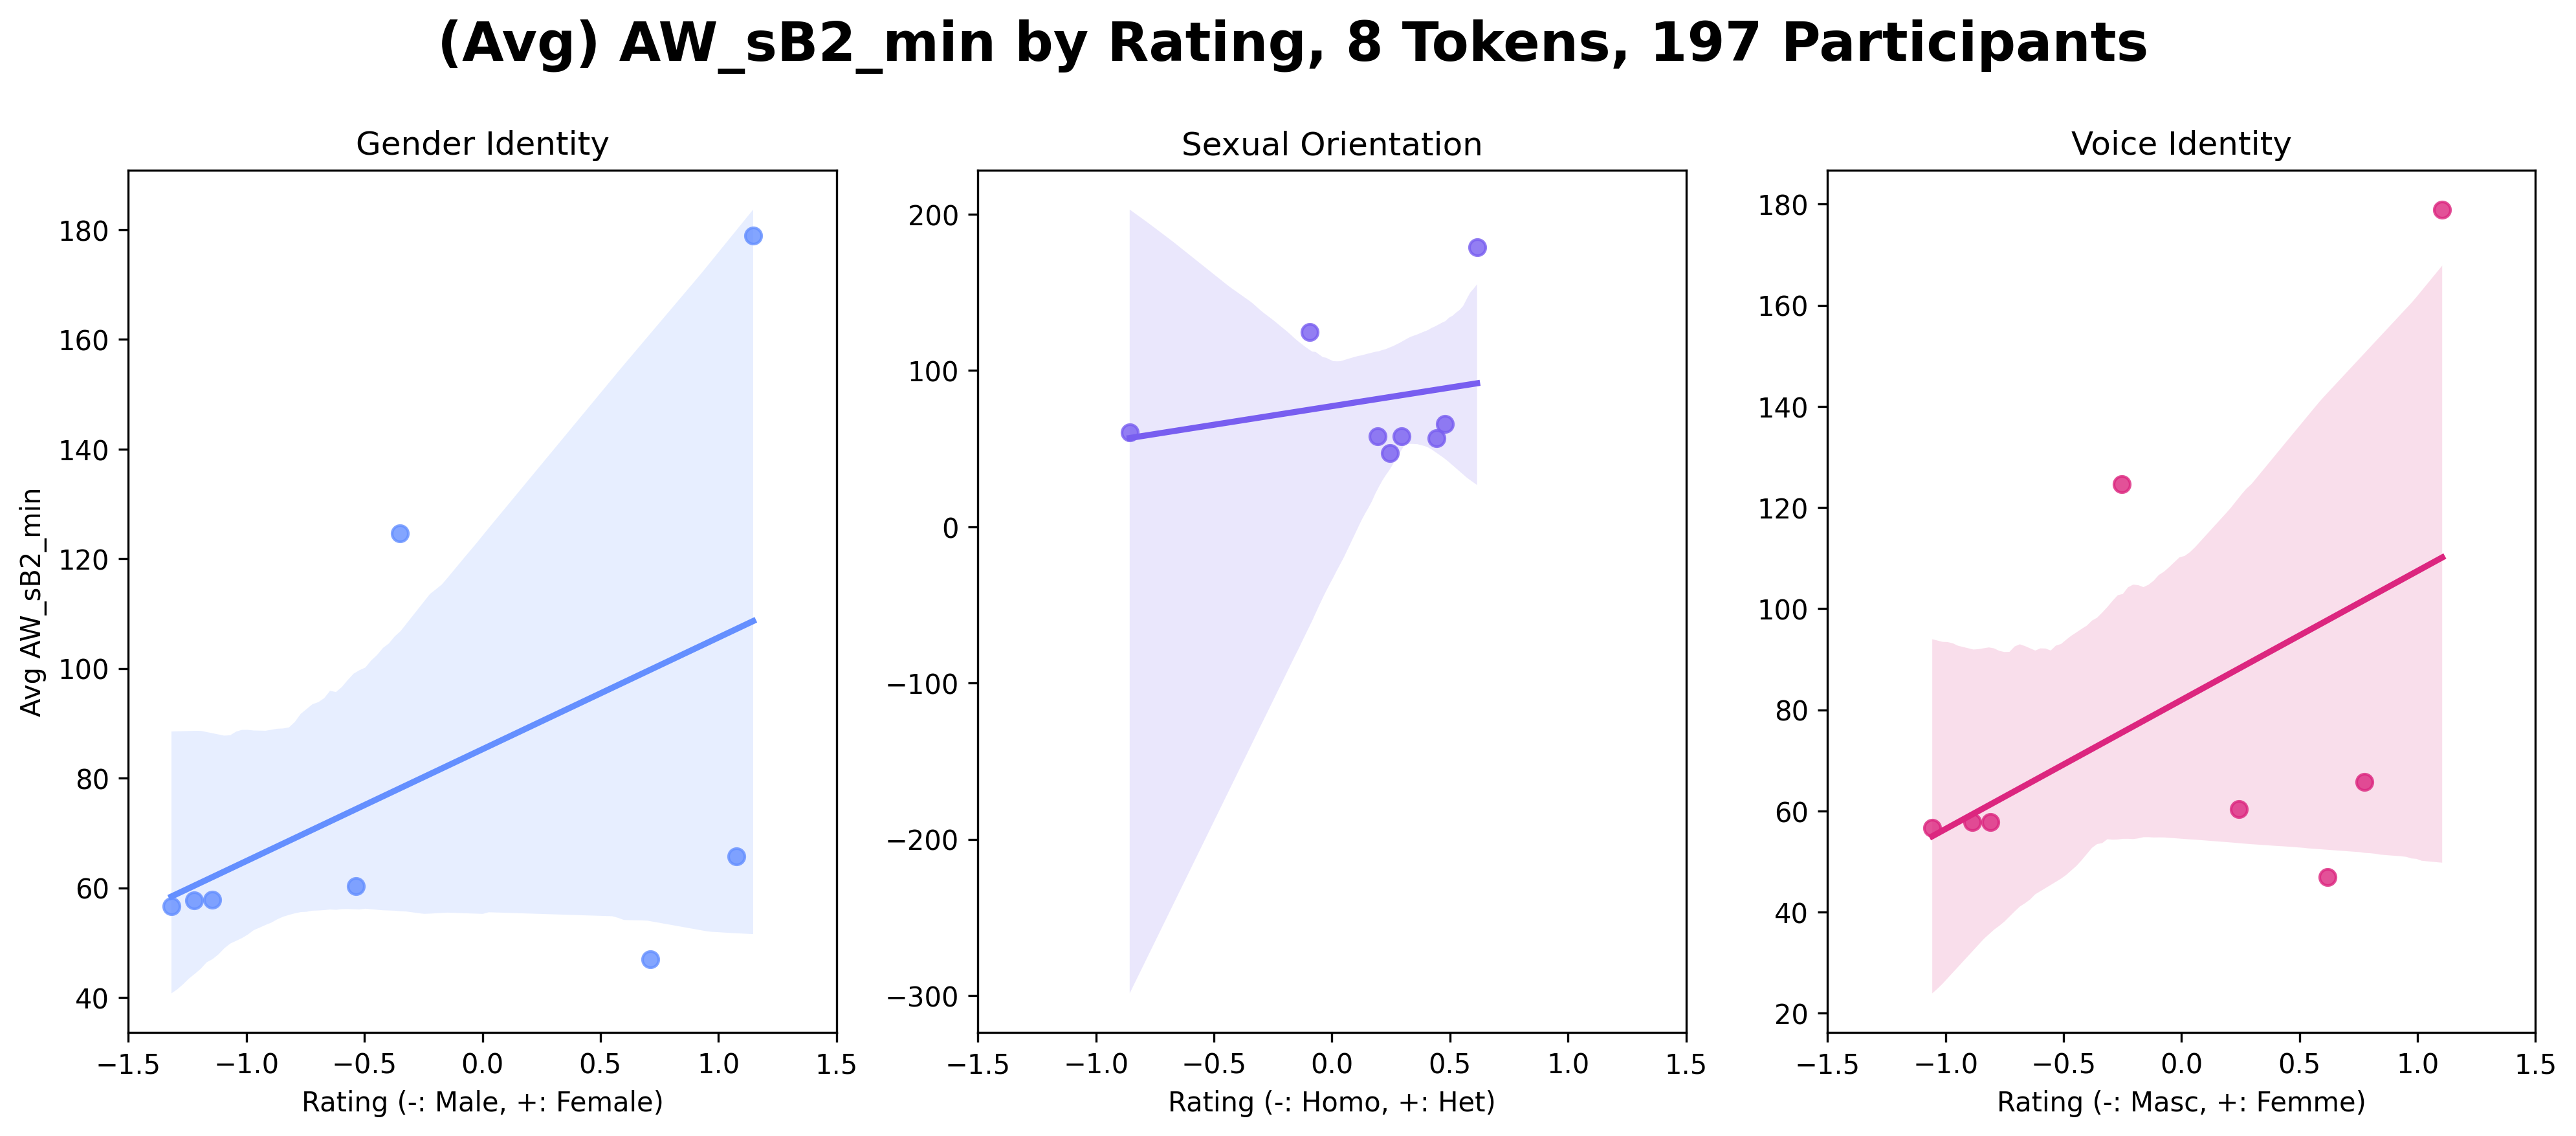 (Avg) AW_sB2_min by Rating, 8 Tokens, 197 Participants
Gender Identity
Sexual Orientation
Voice Identity
Avg AW_sB2_min
180
160
140
120
100
80
60
40
−1.5 −1.0 −0.5 0.0 0.5 1.0 1.5
Rating (-: Male, +: Female)
200
100
0
−100
−200
−300
−1.5 −1.0 −0.5 0.0 0.5 1.0 1.5
Rating (-: Homo, +: Het)
180
160
140
120
100
80
60
40
20
−1.5 −1.0 −0.5 0.0 0.5 1.0 1.5
Rating (-: Masc, +: Femme)